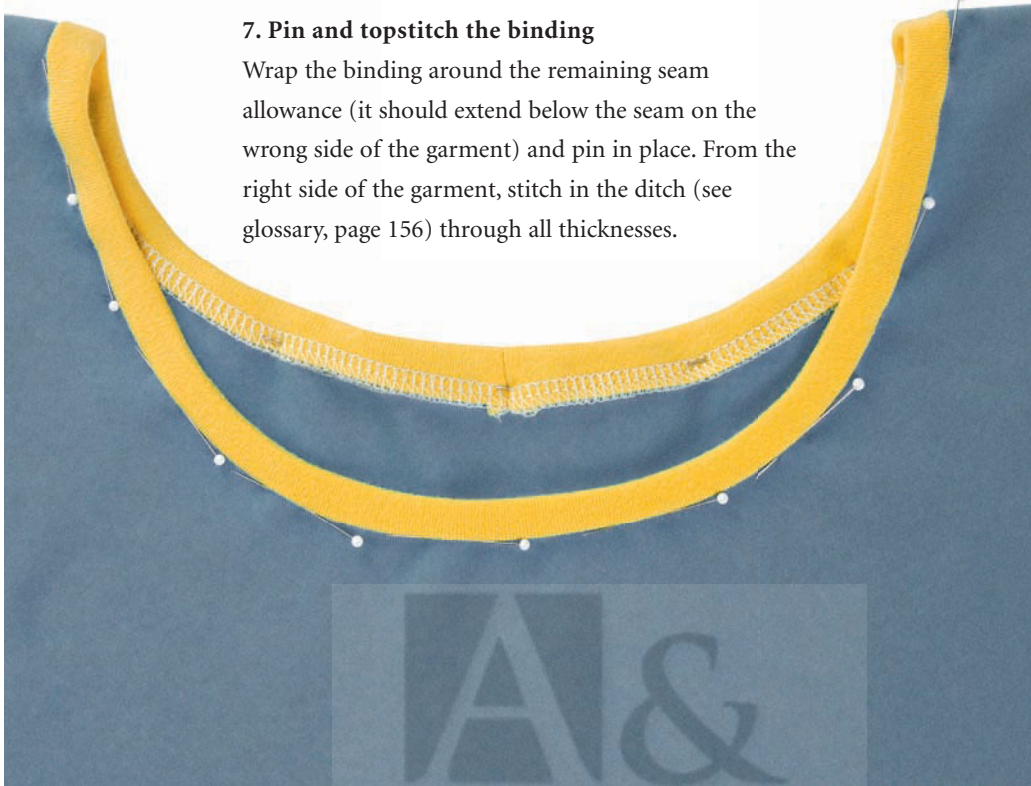 7. Pin and topstitch the binding
Wrap the binding around the remaining seam
allowance (it should extend below the seam on the
wrong side of the garment) and pin in place. From the
right side of the garment, stitch in the ditch (see
glossary, page 156) through all thicknesses.
A&